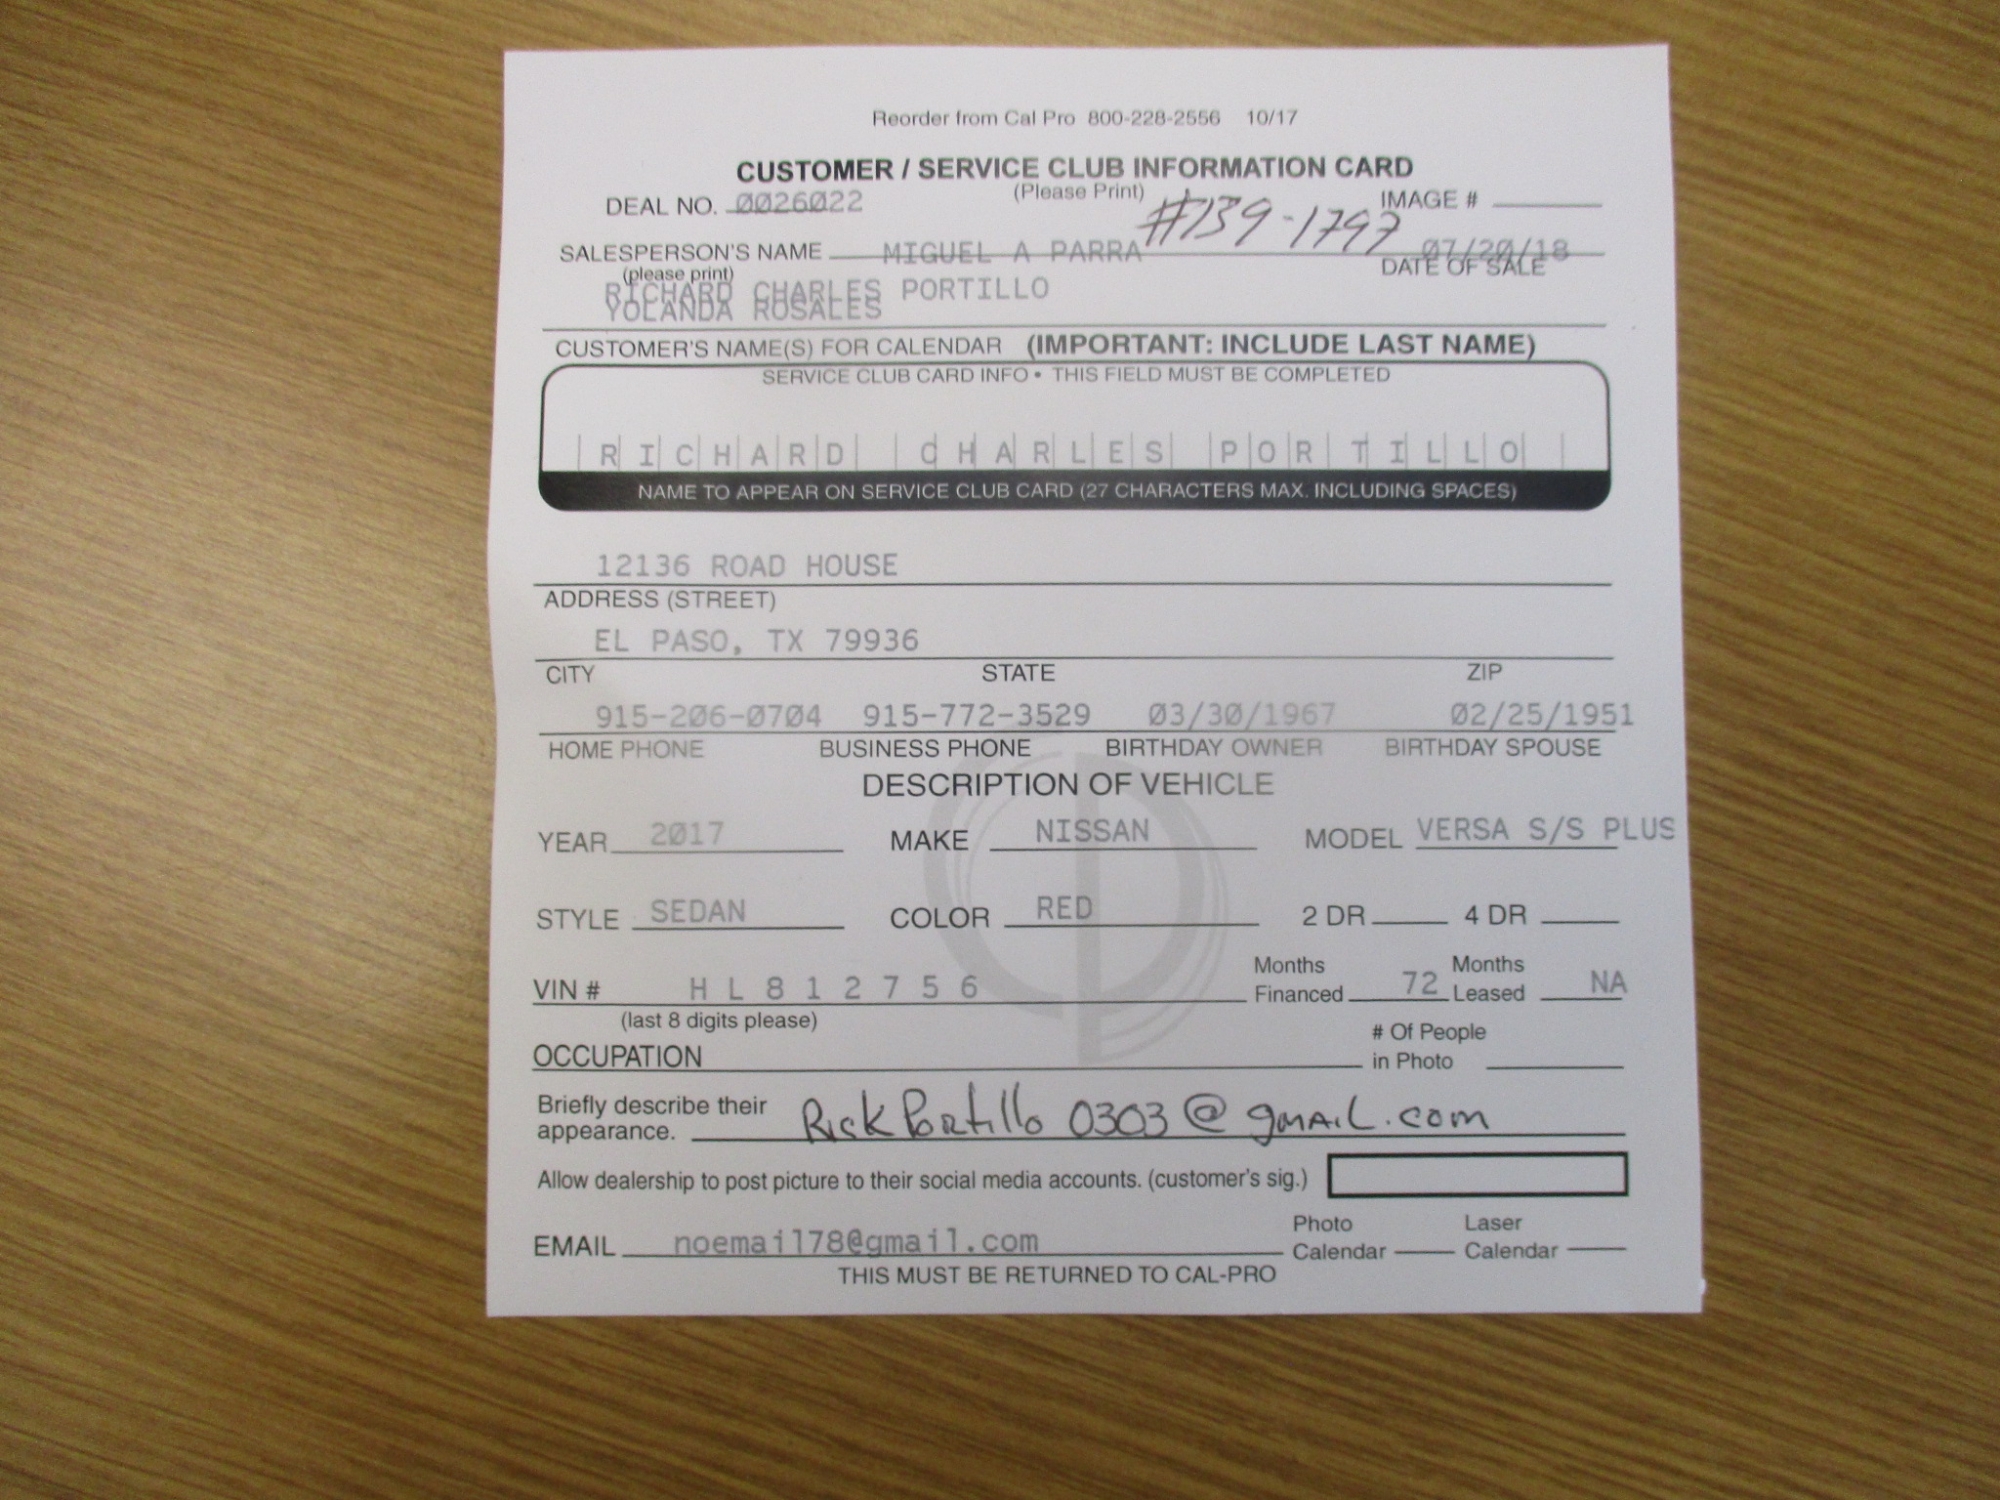 Reorder from Cal Pro 800-228-2556 10/17
CUSTOMER / SERVICE CLUB INFORMATION CARD
(Please Print)
DEAL NO. 0026022 #139-1797 IMAGE #
SALESPERSON'S NAME MIGUEL A PARRA 07/20/18
(please print) DATE OF SALE
RICHARD CHARLES PORTILLO
YOLANDA ROSALES
CUSTOMER'S NAME(S) FOR CALENDAR (IMPORTANT: INCLUDE LAST NAME)
SERVICE CLUB CARD INFO • THIS FIELD MUST BE COMPLETED
RICHARD CHARLES PORTILLO
NAME TO APPEAR ON SERVICE CLUB CARD (27 CHARACTERS MAX. INCLUDING SPACES)
12136 ROAD HOUSE
ADDRESS (STREET)
EL PASO, TX 79936
CITY STATE ZIP
915-206-0704 915-772-3529 03/30/1967 02/25/1951
HOME PHONE BUSINESS PHONE BIRTHDAY OWNER BIRTHDAY SPOUSE
DESCRIPTION OF VEHICLE
YEAR 2017 MAKE NISSAN MODEL VERSA S/S PLUS
STYLE SEDAN COLOR RED 2 DR 4 DR
VIN # HL812756 Months Financed 72 Months Leased NA
(last 8 digits please)
OCCUPATION # Of People in Photo
Briefly describe their appearance. RickPortillo0303@gmail.com
Allow dealership to post picture to their social media accounts. (customer's sig.)
EMAIL noemail78@gmail.com Photo Calendar Laser Calendar
THIS MUST BE RETURNED TO CAL-PRO